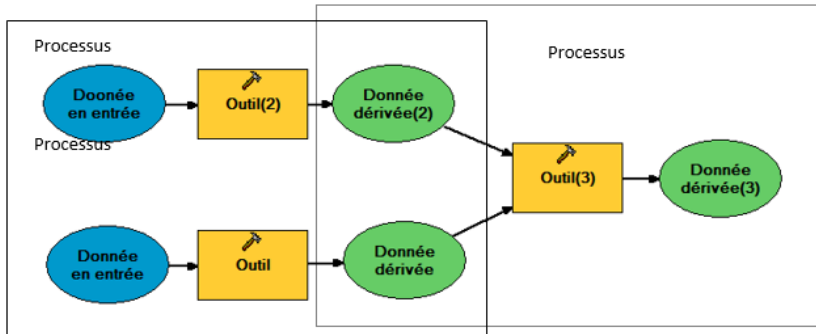 Processus
Processus
Doonée
en entrée
Outil(2)
Donnée
dérivée(2)
Processus
Outil(3)
Donnée
dérivée(3)
Donnée
en entrée
Outil
Donnée
dérivée